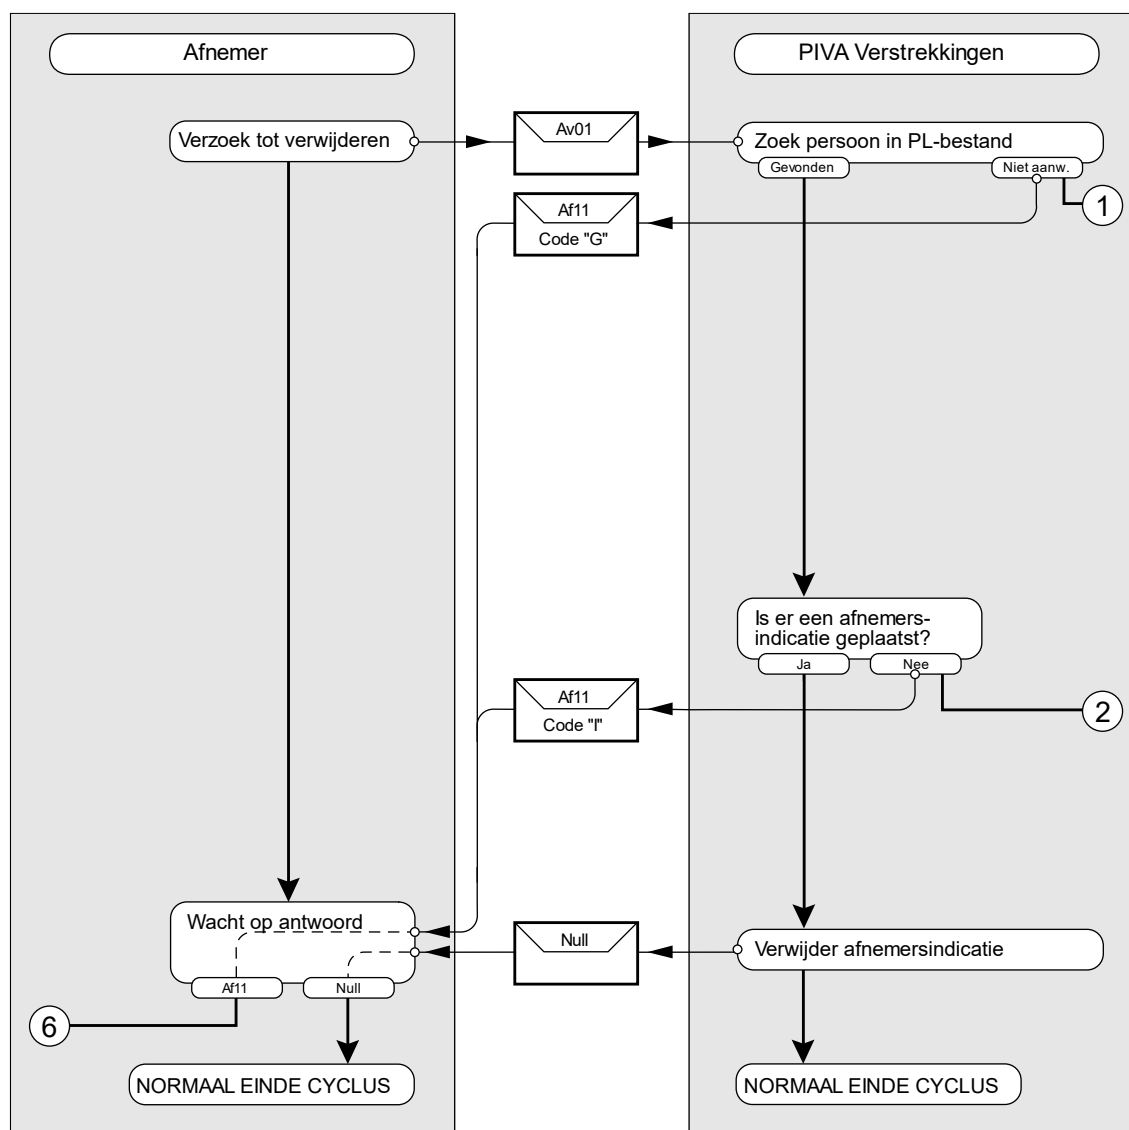 Afnemer
PIVA Verstrekkingen
Verzoek tot verwijderen
Av01
Zoek persoon in PL-bestand
Gevonden
Niet aanw.
1
Af11
Code "G"
Is er een afnemers-
indicatie geplaatst?
Ja
Nee
Af11
Code "I"
2
Wacht op antwoord
Null
Verwijder afnemersindicatie
Af11
Null
6
NORMAAL EINDE CYCLUS
NORMAAL EINDE CYCLUS